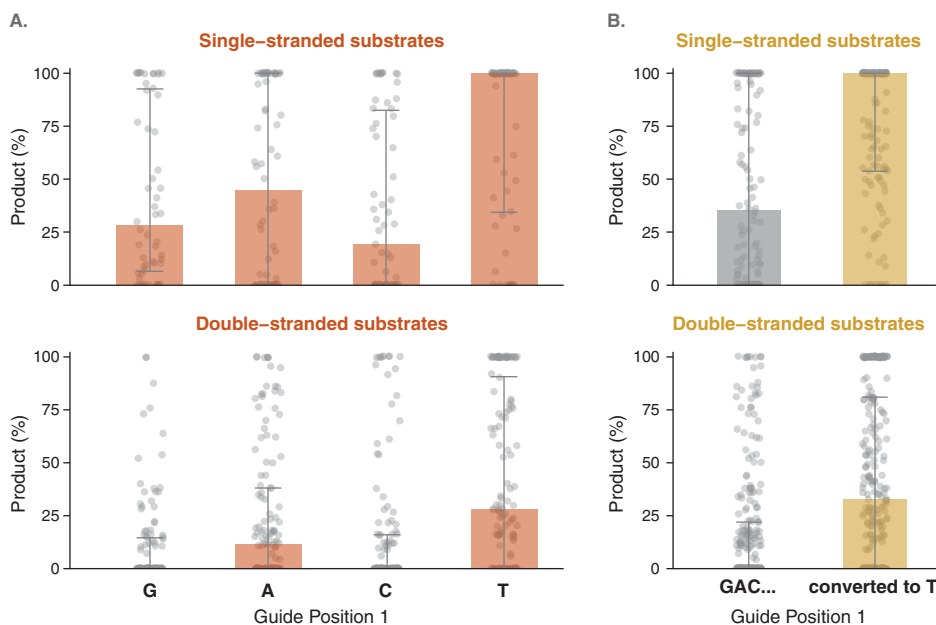 A.
Single–stranded substrates
Product (%)
100
75
50
25
0
Double–stranded substrates
Product (%)
100
75
50
25
0
G A C T
Guide Position 1
B.
Single–stranded substrates
Product (%)
100
75
50
25
0
Double–stranded substrates
Product (%)
100
75
50
25
0
GAC... converted to T
Guide Position 1